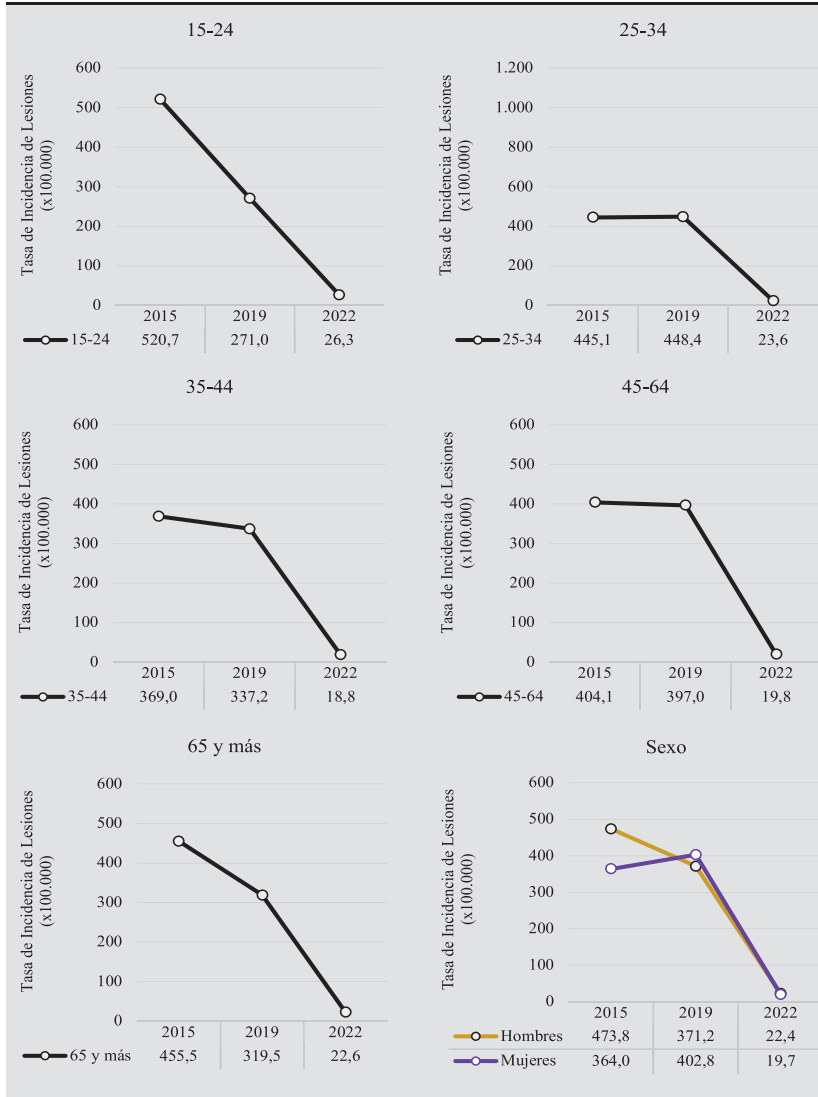 15-24
Tasa de Incidencia de Lesiones
(x100.000)
600
500
400
300
200
100
0
2015 2019 2022
15-24 520,7 271,0 26,3
25-34
Tasa de Incidencia de Lesiones
(x100.000)
1.200
1.000
800
600
400
200
0
2015 2019 2022
25-34 445,1 448,4 23,6
35-44
Tasa de Incidencia de Lesiones
(x100.000)
600
500
400
300
200
100
0
2015 2019 2022
35-44 369,0 337,2 18,8
45-64
Tasa de Incidencia de Lesiones
(x100.000)
600
500
400
300
200
100
0
2015 2019 2022
45-64 404,1 397,0 19,8
65 y más
Tasa de Incidencia de Lesiones
(x100.000)
600
500
400
300
200
100
0
2015 2019 2022
65 y más 455,5 319,5 22,6
Sexo
Tasa de Incidencia de Lesiones
(x100.000)
600
500
400
300
200
100
0
2015 2019 2022
Hombres 473,8 371,2 22,4
Mujeres 364,0 402,8 19,7